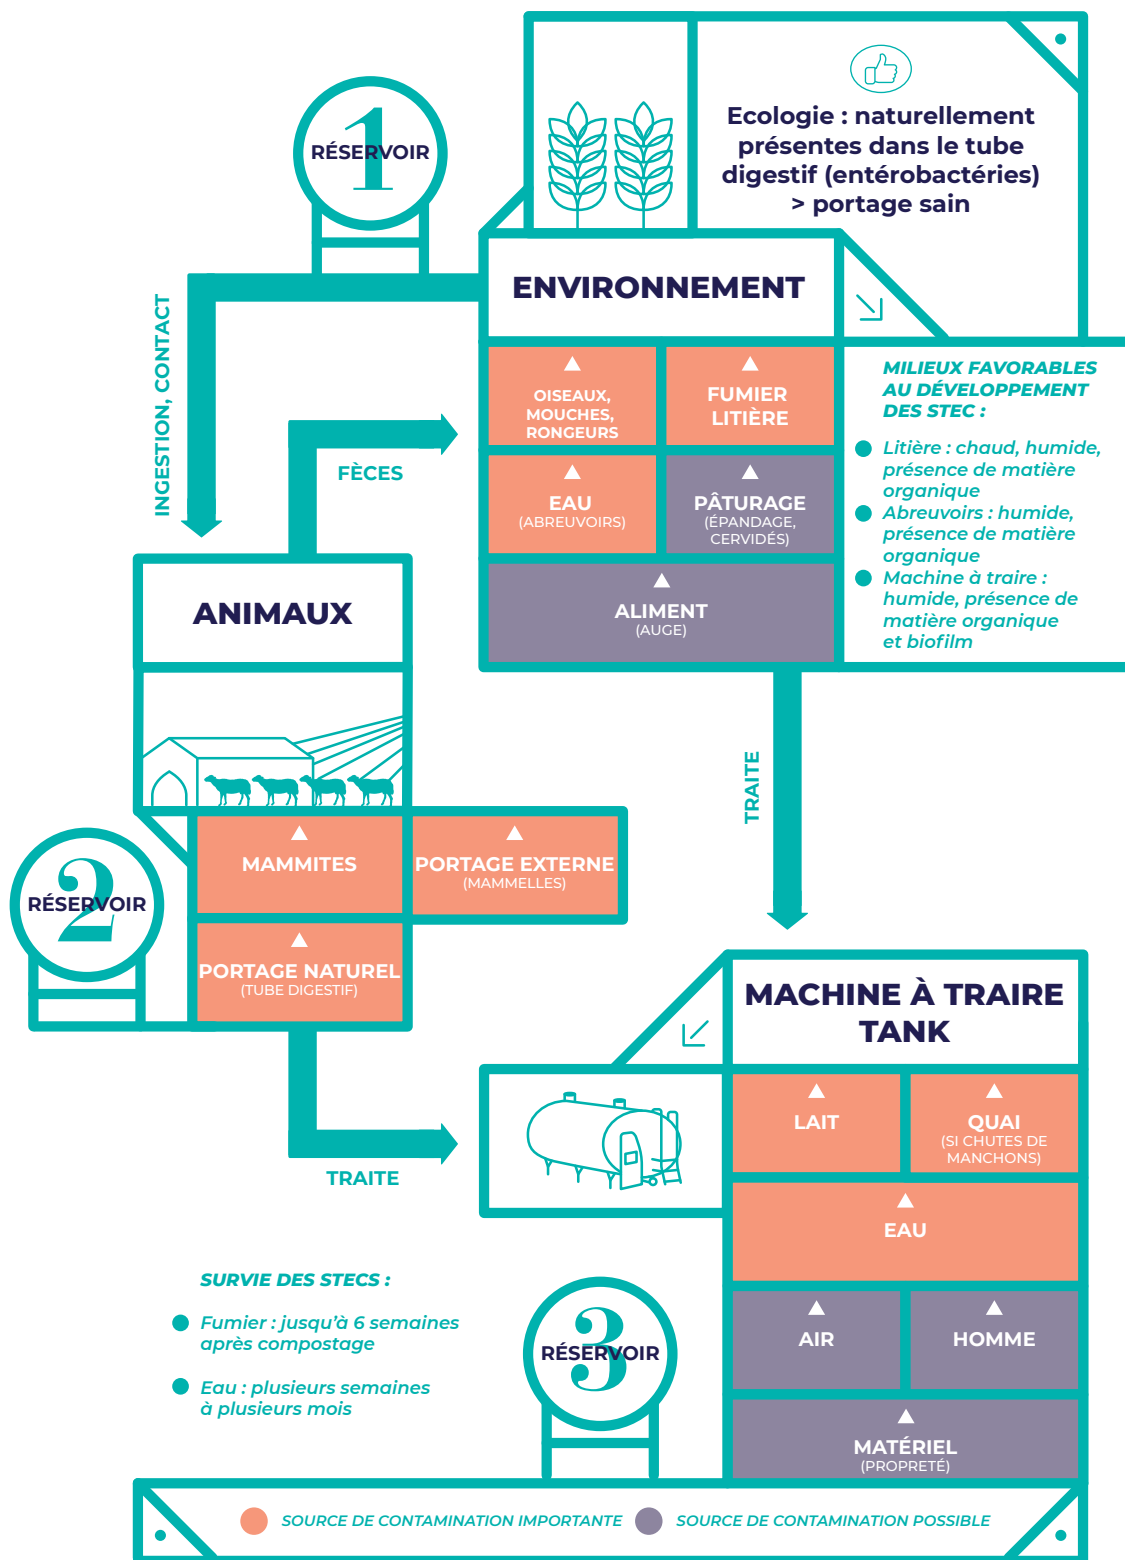 Ecologie : naturellement
présentes dans le tube
digestif (entérobactéries)
> portage sain
1
RÉSERVOIR
ENVIRONNEMENT
INGESTION, CONTACT
FÈCES
OISEAUX,
MOUCHES,
RONGEURS
FUMIER
LITIÈRE
EAU
(ABREUVOIRS)
PÂTURAGE
(ÉPANDAGE,
CERVIDÉS)
ALIMENT
(AUGE)
MILIEUX FAVORABLES
AU DÉVELOPPEMENT
DES STEC :
Litière : chaud, humide,
présence de matière
organique
Abreuvoirs : humide,
présence de matière
organique
Machine à traire :
humide, présence de
matière organique
et biofilm
ANIMAUX
2
RÉSERVOIR
MAMMITES
PORTAGE EXTERNE
(MAMMELLES)
PORTAGE NATUREL
(TUBE DIGESTIF)
TRAITE
TRAITE
MACHINE À TRAIRE
TANK
LAIT
QUAI
(SI CHUTES DE
MANCHONS)
EAU
AIR
HOMME
MATÉRIEL
(PROPRETÉ)
3
RÉSERVOIR
SURVIE DES STECS :
Fumier : jusqu'à 6 semaines
après compostage
Eau : plusieurs semaines
à plusieurs mois
SOURCE DE CONTAMINATION IMPORTANTE
SOURCE DE CONTAMINATION POSSIBLE